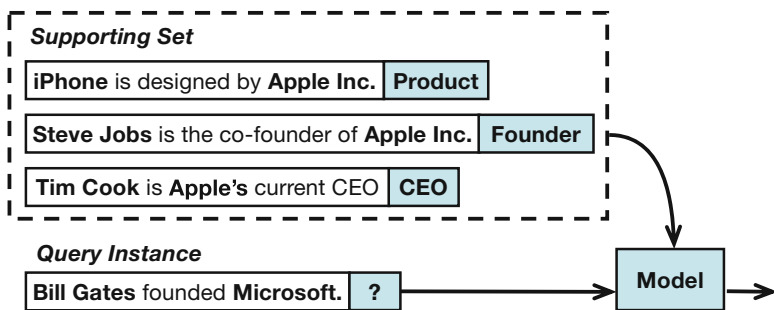 Supporting Set
iPhone is designed by Apple Inc. Product
Steve Jobs is the co-founder of Apple Inc. Founder
Tim Cook is Apple's current CEO CEO
Query Instance
Bill Gates founded Microsoft. ?
Model